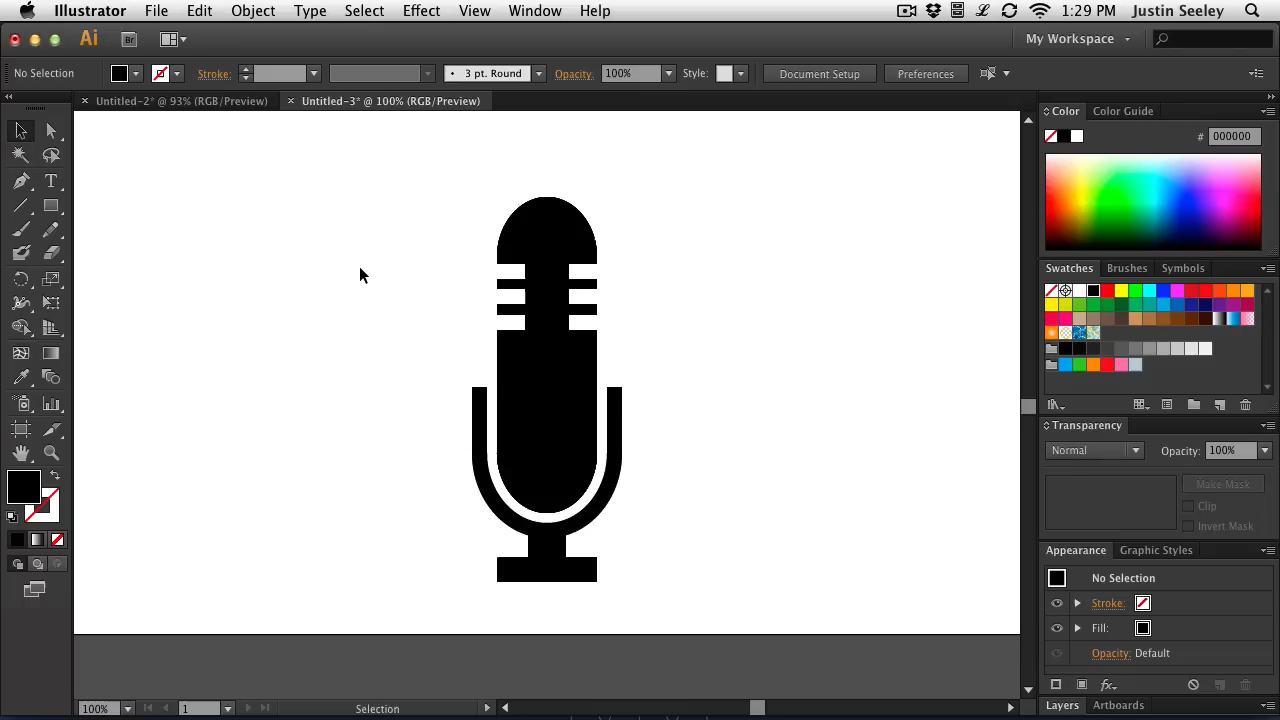 Illustrator File Edit Object Type Select Effect View Window Help 1:29 PM Justin Seeley
Ai Br My Workspace
No Selection Stroke: 3 pt. Round Opacity: 100% Style: Document Setup Preferences
× Untitled-2* @ 93% (RGB/Preview) × Untitled-3* @ 100% (RGB/Preview)
Color Color Guide
# 000000
Swatches Brushes Symbols
Transparency
Normal Opacity: 100%
Make Mask
Clip
Invert Mask
Appearance Graphic Styles
No Selection
Stroke:
Fill:
Opacity: Default
fx
Layers Artboards
100% 1 Selection